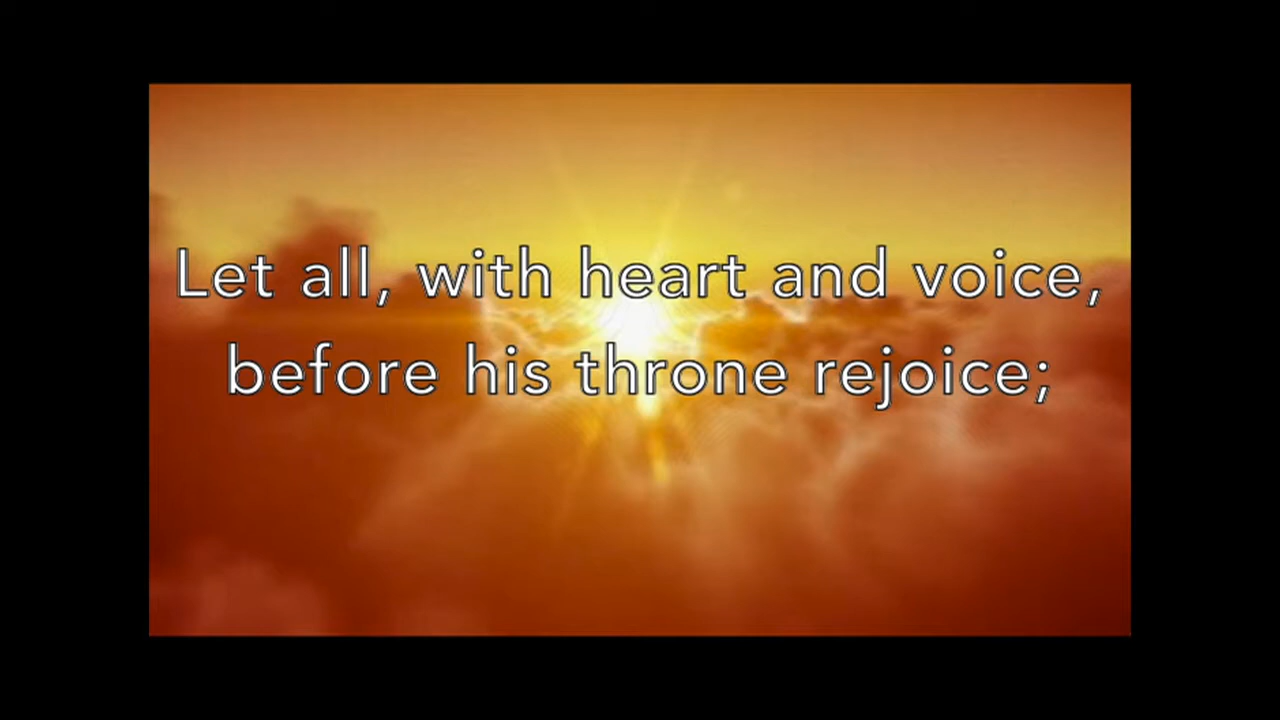 Let all, with heart and voice,
before his throne rejoice;